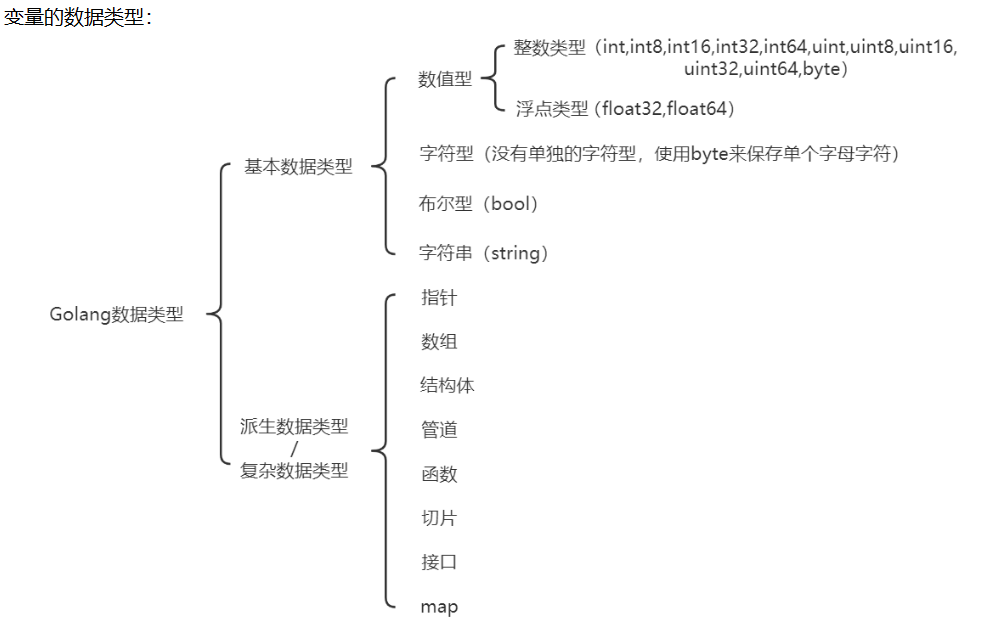 变量的数据类型：
整数类型（int,int8,int16,int32,int64,uint,uint8,uint16,
uint32,uint64,byte）
数值型
浮点类型（float32,float64）
字符型（没有单独的字符型，使用byte来保存单个字母字符）
基本数据类型
布尔型（bool）
字符串（string）
指针
Golang数据类型
数组
结构体
派生数据类型
管道
/
复杂数据类型
函数
切片
接口
map